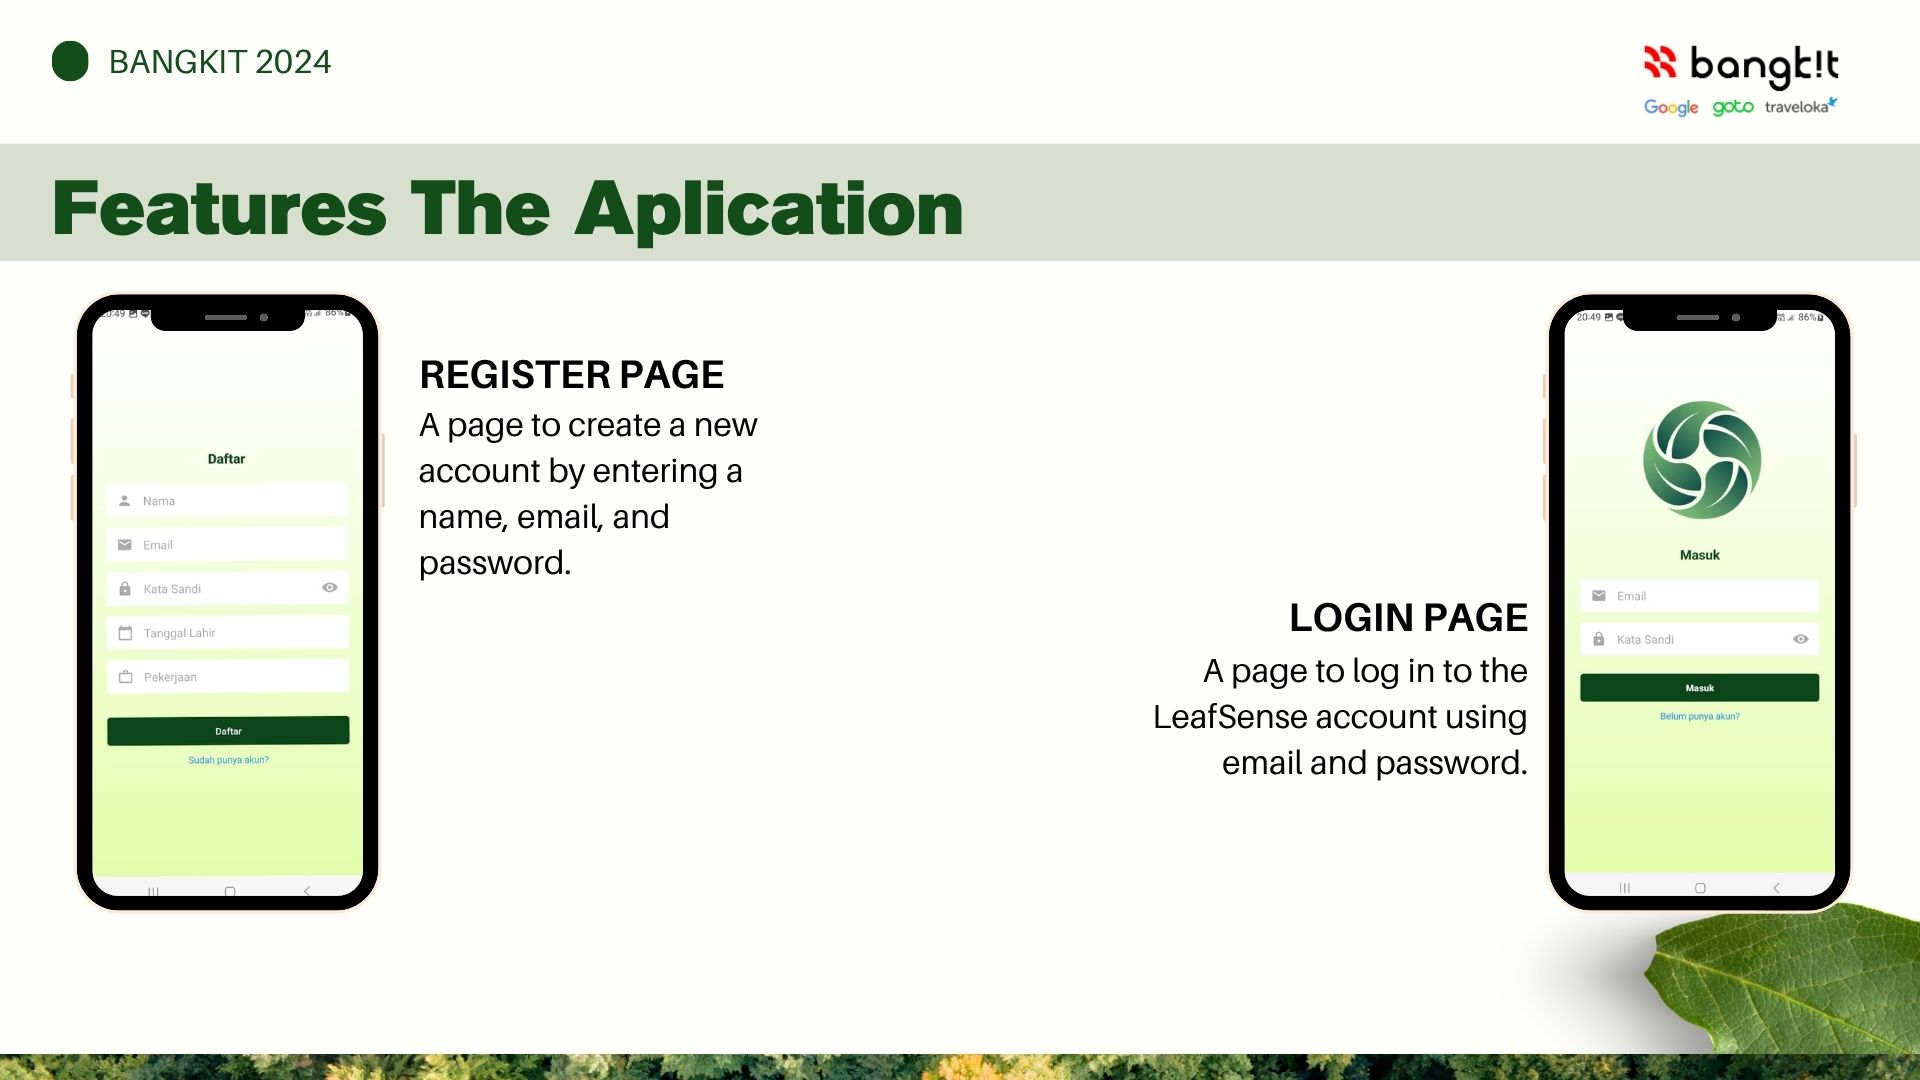 BANGKIT 2024
bangk!t
Google goto traveloka
Features The Aplication
20:49 86%
Daftar
Nama
Email
Kata Sandi
Tanggal Lahir
Pekerjaan
Daftar
Sudah punya akun?
REGISTER PAGE
A page to create a new
account by entering a
name, email, and
password.
LOGIN PAGE
A page to log in to the
LeafSense account using
email and password.
20:49 86%
Masuk
Email
Kata Sandi
Masuk
Belum punya akun?